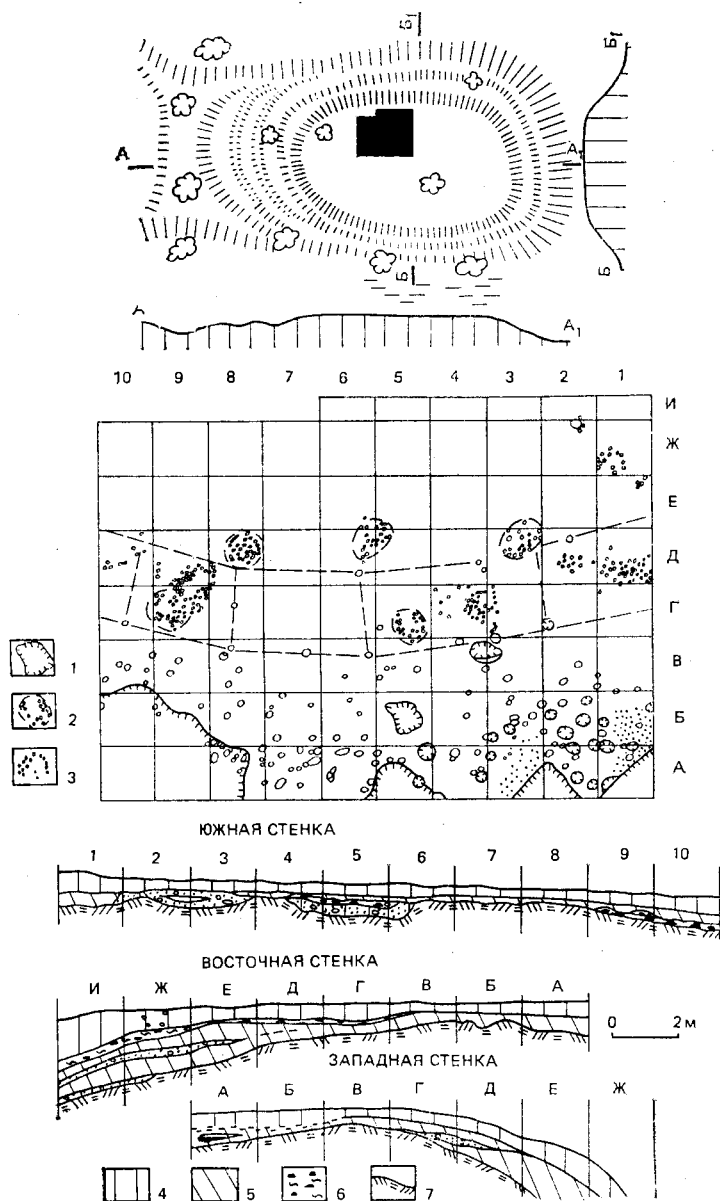 Б₁
Б₁
А
А₁
Б
Б
А
А₁
10 9 8 7 6 5 4 3 2 1
И
Ж
Е
Д
Г
В
Б
А
1
2
3
ЮЖНАЯ СТЕНКА
1 2 3 4 5 6 7 8 9 10
ВОСТОЧНАЯ СТЕНКА
И Ж Е Д Г В Б А
0 2 м
ЗАПАДНАЯ СТЕНКА
А Б В Г Д Е Ж
4 5 6 7